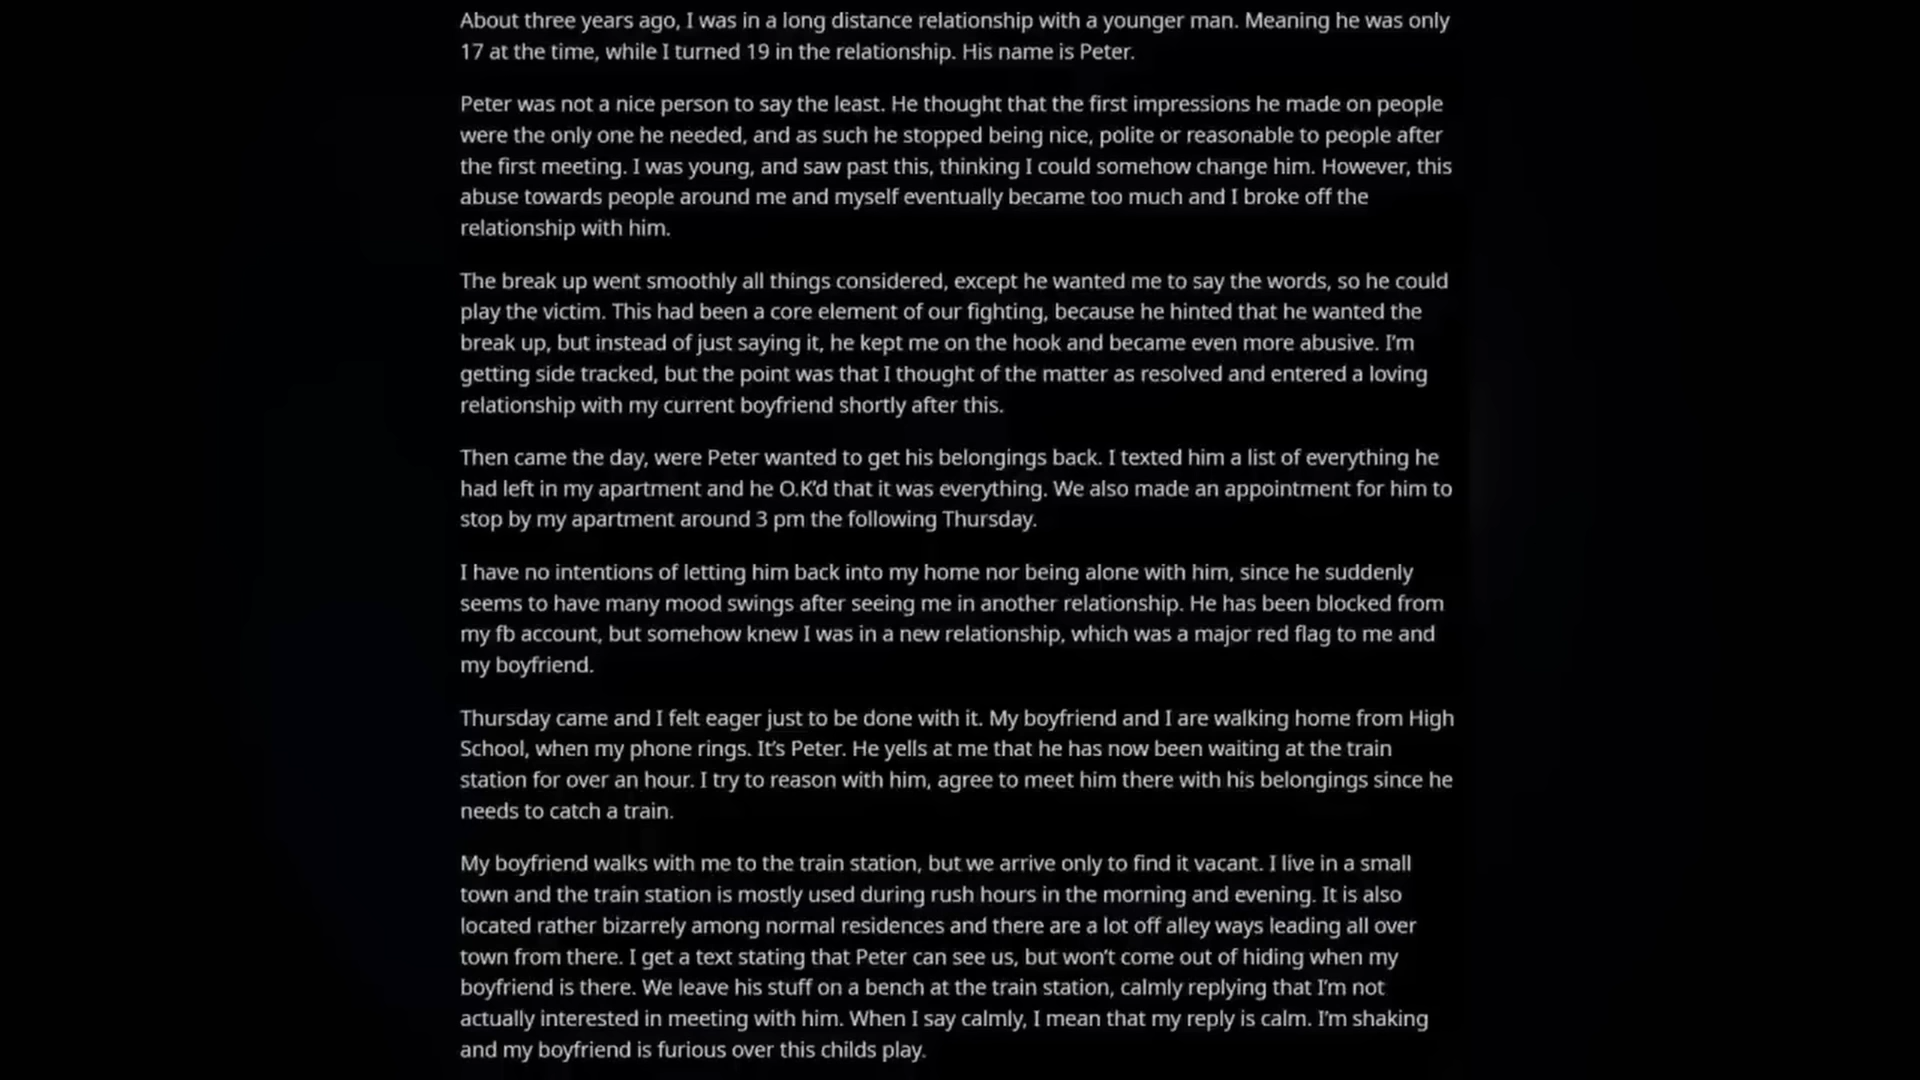 About three years ago, I was in a long distance relationship with a younger man. Meaning he was only
17 at the time, while I turned 19 in the relationship. His name is Peter.
Peter was not a nice person to say the least. He thought that the first impressions he made on people
were the only one he needed, and as such he stopped being nice, polite or reasonable to people after
the first meeting. I was young, and saw past this, thinking I could somehow change him. However, this
abuse towards people around me and myself eventually became too much and I broke off the
relationship with him.
The break up went smoothly all things considered, except he wanted me to say the words, so he could
play the victim. This had been a core element of our fighting, because he hinted that he wanted the
break up, but instead of just saying it, he kept me on the hook and became even more abusive. I’m
getting side tracked, but the point was that I thought of the matter as resolved and entered a loving
relationship with my current boyfriend shortly after this.
Then came the day, were Peter wanted to get his belongings back. I texted him a list of everything he
had left in my apartment and he O.K’d that it was everything. We also made an appointment for him to
stop by my apartment around 3 pm the following Thursday.
I have no intentions of letting him back into my home nor being alone with him, since he suddenly
seems to have many mood swings after seeing me in another relationship. He has been blocked from
my fb account, but somehow knew I was in a new relationship, which was a major red flag to me and
my boyfriend.
Thursday came and I felt eager just to be done with it. My boyfriend and I are walking home from High
School, when my phone rings. It’s Peter. He yells at me that he has now been waiting at the train
station for over an hour. I try to reason with him, agree to meet him there with his belongings since he
needs to catch a train.
My boyfriend walks with me to the train station, but we arrive only to find it vacant. I live in a small
town and the train station is mostly used during rush hours in the morning and evening. It is also
located rather bizarrely among normal residences and there are a lot off alley ways leading all over
town from there. I get a text stating that Peter can see us, but won’t come out of hiding when my
boyfriend is there. We leave his stuff on a bench at the train station, calmly replying that I’m not
actually interested in meeting with him. When I say calmly, I mean that my reply is calm. I’m shaking
and my boyfriend is furious over this childs play.